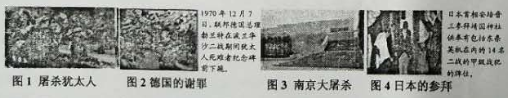 1970年12月7
日,联邦德国总理
勃兰特在波兰华
沙二战期间犹太
人死难者纪念碑
前下跪。
日本首相安倍晋
三参拜靖国神社
供奉有包括东条
英机在内的14名
二战的甲级战犯
的牌位。
图1 屠杀犹太人
图2 德国的谢罪
图3 南京大屠杀
图4 日本的参拜